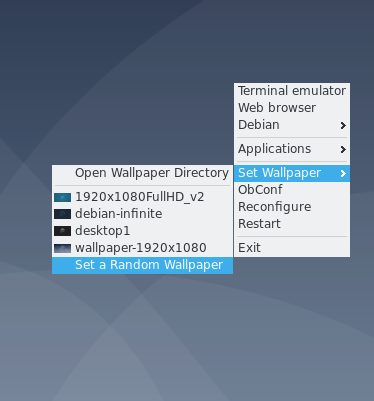 Terminal emulator
Web browser
Debian
Applications
Set Wallpaper
ObConf
Reconfigure
Restart
Exit
Open Wallpaper Directory
1920x1080FullHD_v2
debian-infinite
desktop1
wallpaper-1920x1080
Set a Random Wallpaper